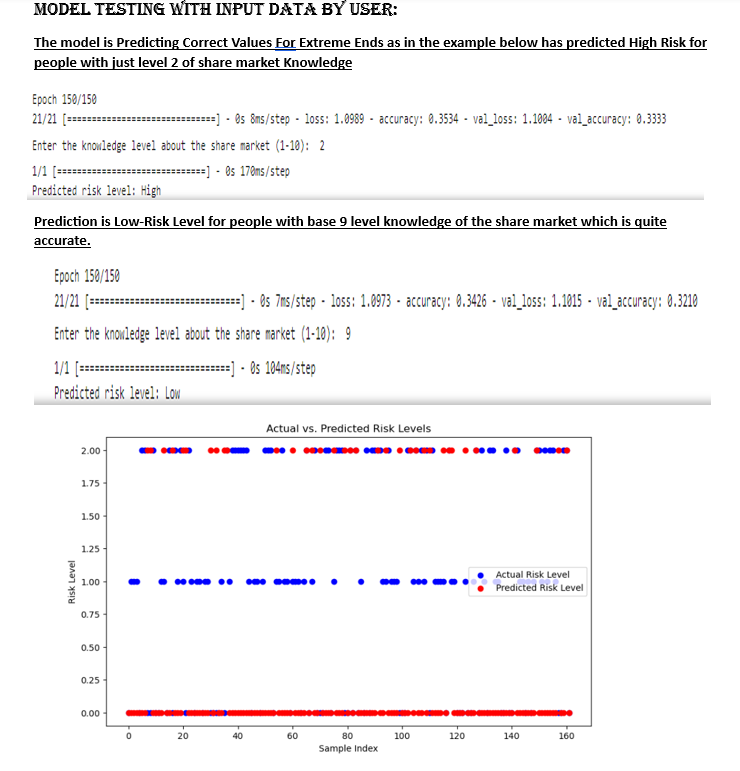 MODEL TESTING WITH INPUT DATA BY USER:
The model is Predicting Correct Values For Extreme Ends as in the example below has predicted High Risk for
people with just level 2 of share market Knowledge
Epoch 150/150
21/21 [==============================] - 0s 8ms/step - loss: 1.0989 - accuracy: 0.3534 - val_loss: 1.1004 - val_accuracy: 0.3333
Enter the knowledge level about the share market (1-10): 2
1/1 [==============================] - 0s 170ms/step
Predicted risk level: High
Prediction is Low-Risk Level for people with base 9 level knowledge of the share market which is quite
accurate.
Epoch 150/150
21/21 [==============================] - 0s 7ms/step - loss: 1.0973 - accuracy: 0.3426 - val_loss: 1.1015 - val_accuracy: 0.3210
Enter the knowledge level about the share market (1-10): 9
1/1 [==============================] - 0s 104ms/step
Predicted risk level: Low
Actual vs. Predicted Risk Levels
2.00
1.75
1.50
1.25
1.00
0.75
0.50
0.25
0.00
Risk Level
Actual Risk Level
Predicted Risk Level
0 20 40 60 80 100 120 140 160
Sample Index